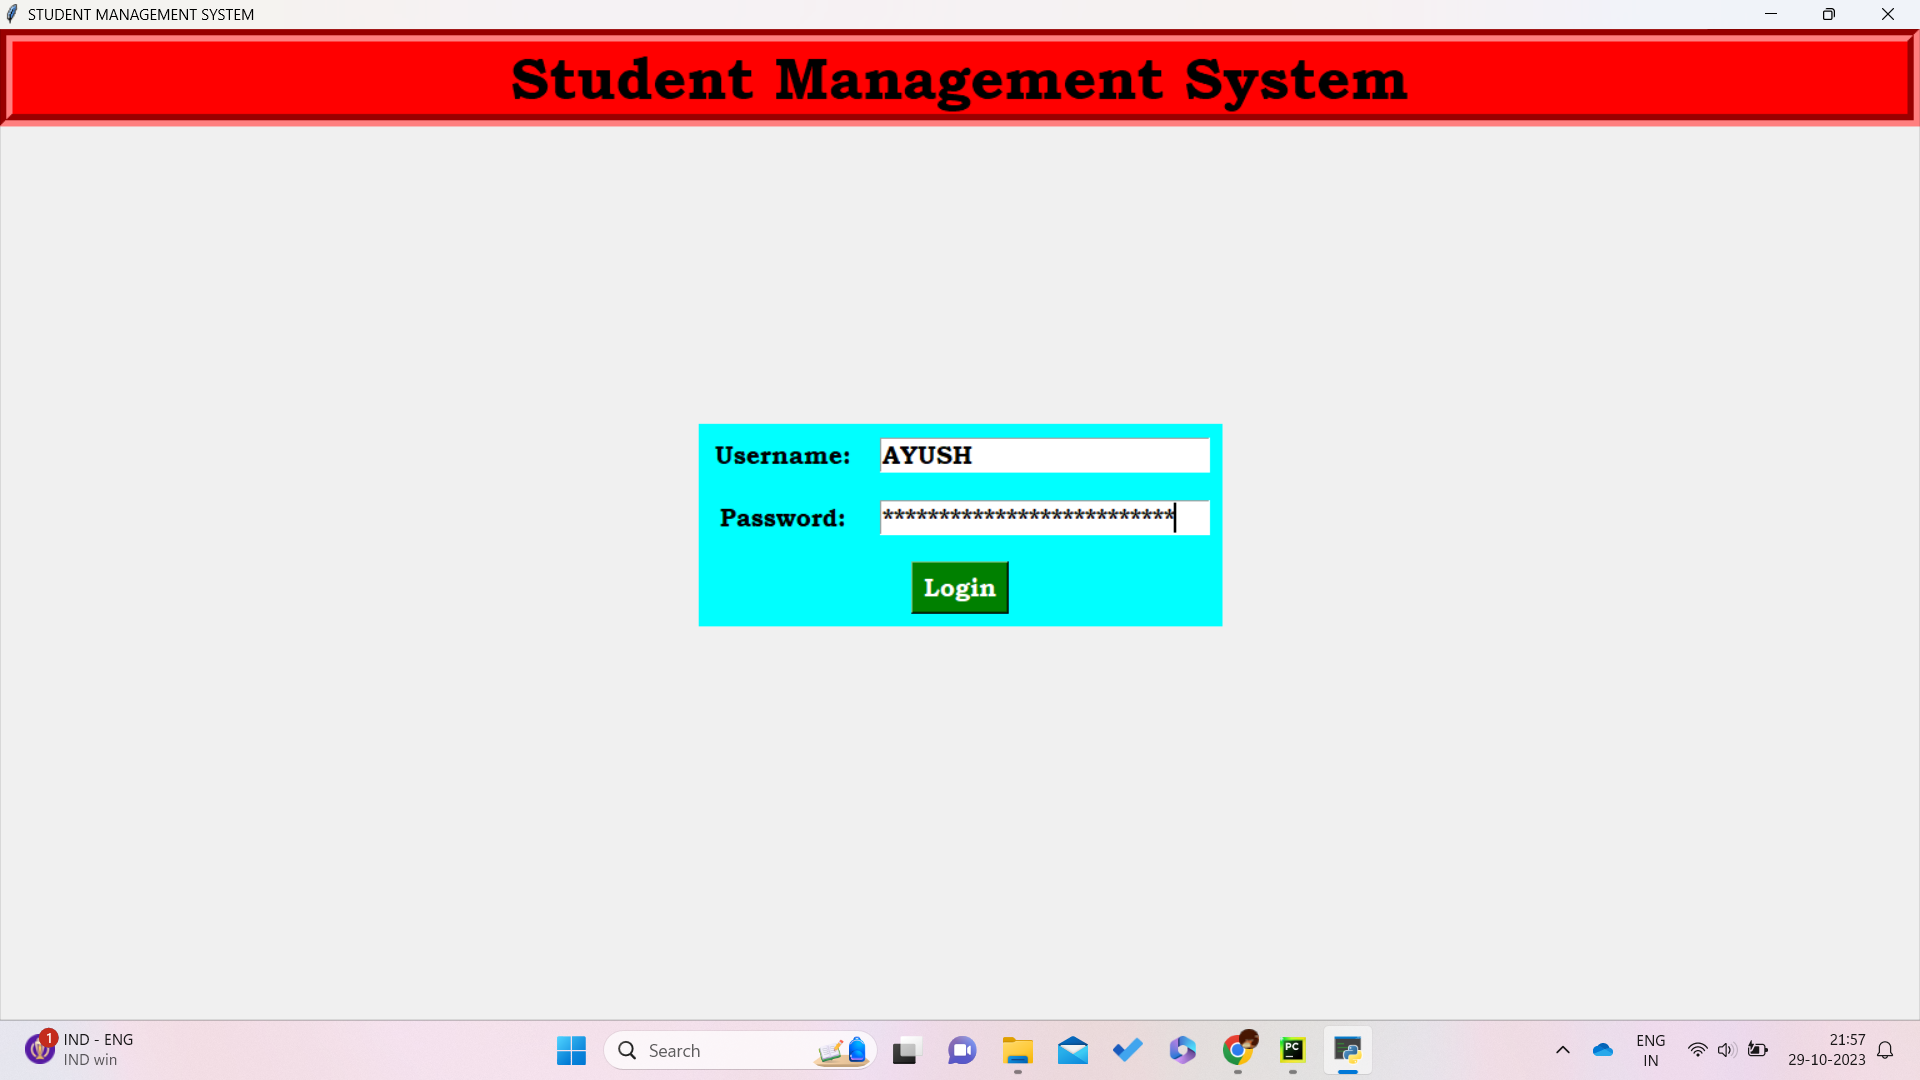 STUDENT MANAGEMENT SYSTEM
Student Management System
Username: AYUSH
Password: **************************
Login
1
IND - ENG
IND win
Search
PC
ENG
IN
21:57
29-10-2023